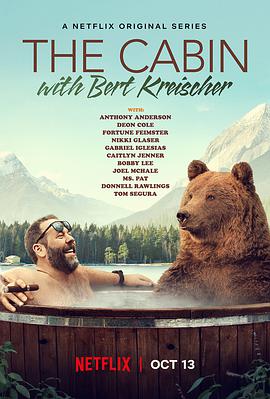 A NETFLIX ORIGINAL SERIES
THE CABIN
with Bert Kreischer
WITH:
ANTHONY ANDERSON
DEON COLE
FORTUNE FEIMSTER
NIKKI GLASER
GABRIEL IGLESIAS
CAITLYN JENNER
BOBBY LEE
JOEL MCHALE
MS. PAT
DONNELL RAWLINGS
TOM SEGURA
NETFLIX | OCT 13